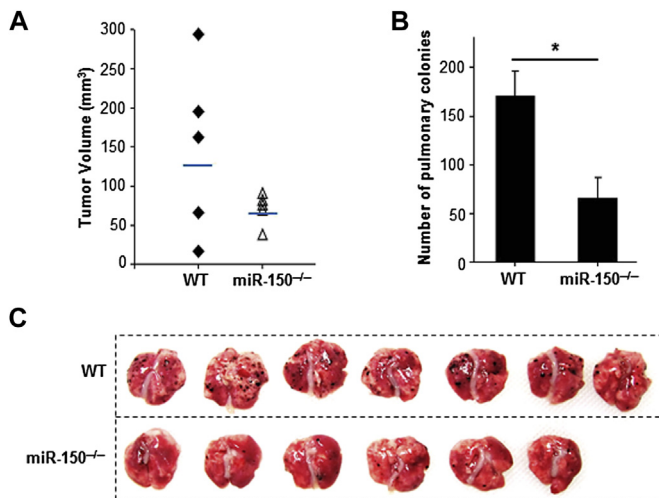 A
Tumor Volume (mm³)
300
250
200
150
100
50
0
WT
miR-150⁻/⁻
B
*
Number of pulmonary colonies
200
150
100
50
0
WT
miR-150⁻/⁻
C
WT
miR-150⁻/⁻